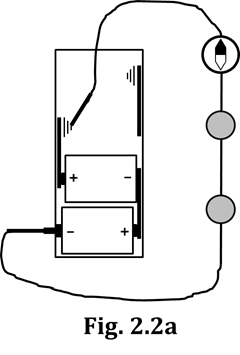 + −
− +
Fig. 2.2a